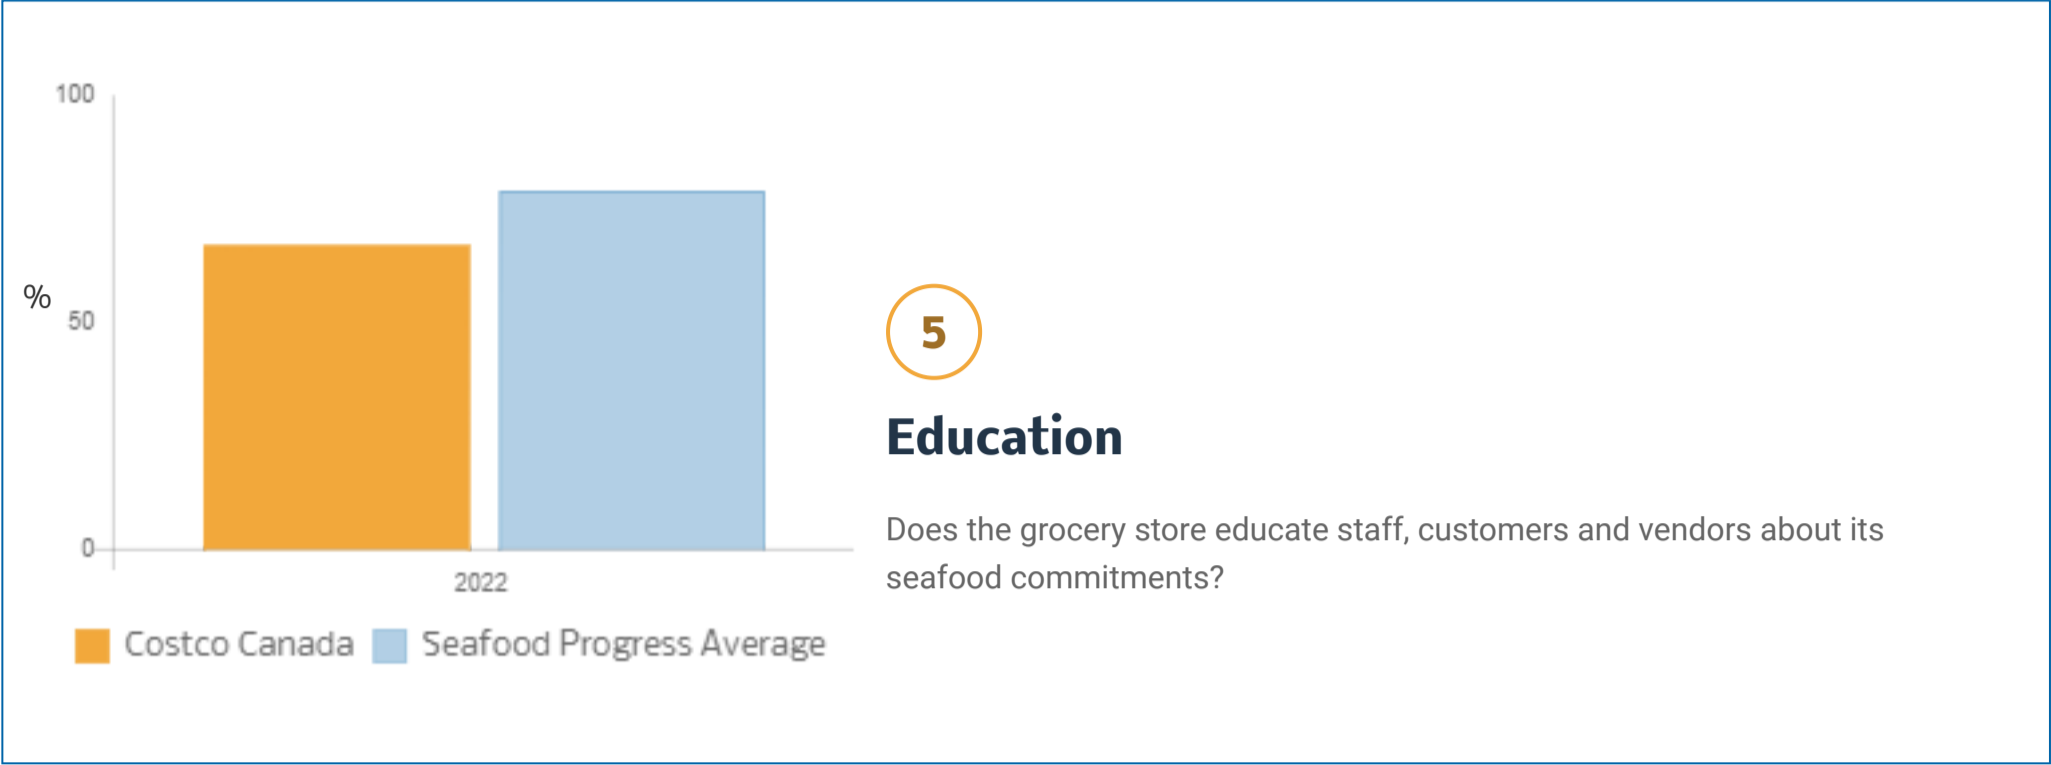 100
%
50
0
2022
Costco Canada
Seafood Progress Average
5
Education
Does the grocery store educate staff, customers and vendors about its
seafood commitments?